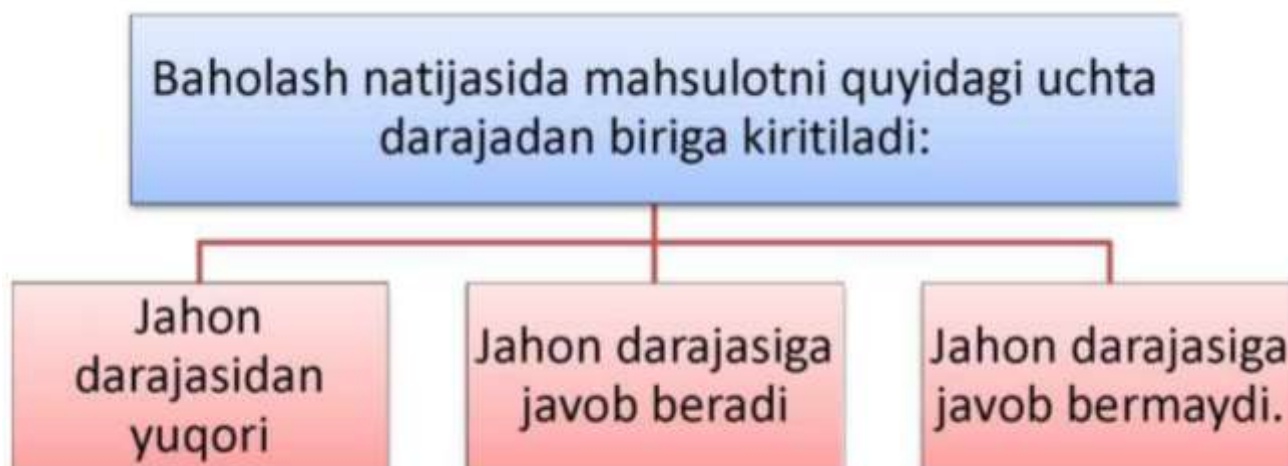 Baholash natijasida mahsulotni quyidagi uchta
darajadan biriga kiritiladi:
Jahon
darajasidan
yuqori
Jahon darajasiga
javob beradi
Jahon darajasiga
javob bermaydi.